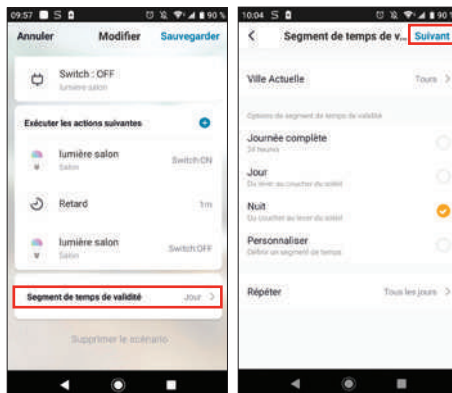 09:57 S 90 %
Annuler Modifier Sauvegarder
Switch : OFF
lumière salon
Exécuter les actions suivantes
lumière salon
Salon
Switch:ON
Retard 1m
lumière salon
Salon
Switch:OFF
Segment de temps de validité Jour >
Supprimer le scénario
10:04 S 90 %
< Segment de temps de v... Suivant
Ville Actuelle Tours >
Options de segment de temps de validité
Journée complète
24 heures
Jour
Du lever au coucher du soleil
Nuit
Du coucher au lever du soleil
Personnaliser
Définir un segment de temps
Répéter Tous les jours >